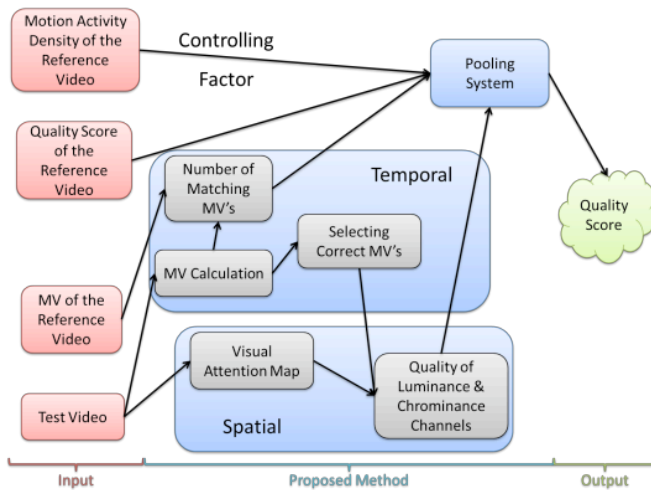 Motion Activity
Density of the
Reference
Video
Controlling
Factor
Pooling
System
Quality Score
of the
Reference
Video
Number of
Matching
MV's
Temporal
Selecting
Correct MV's
MV Calculation
Quality
Score
MV of the
Reference
Video
Visual
Attention Map
Quality of
Luminance &
Chrominance
Channels
Test Video
Spatial
Input
Proposed Method
Output